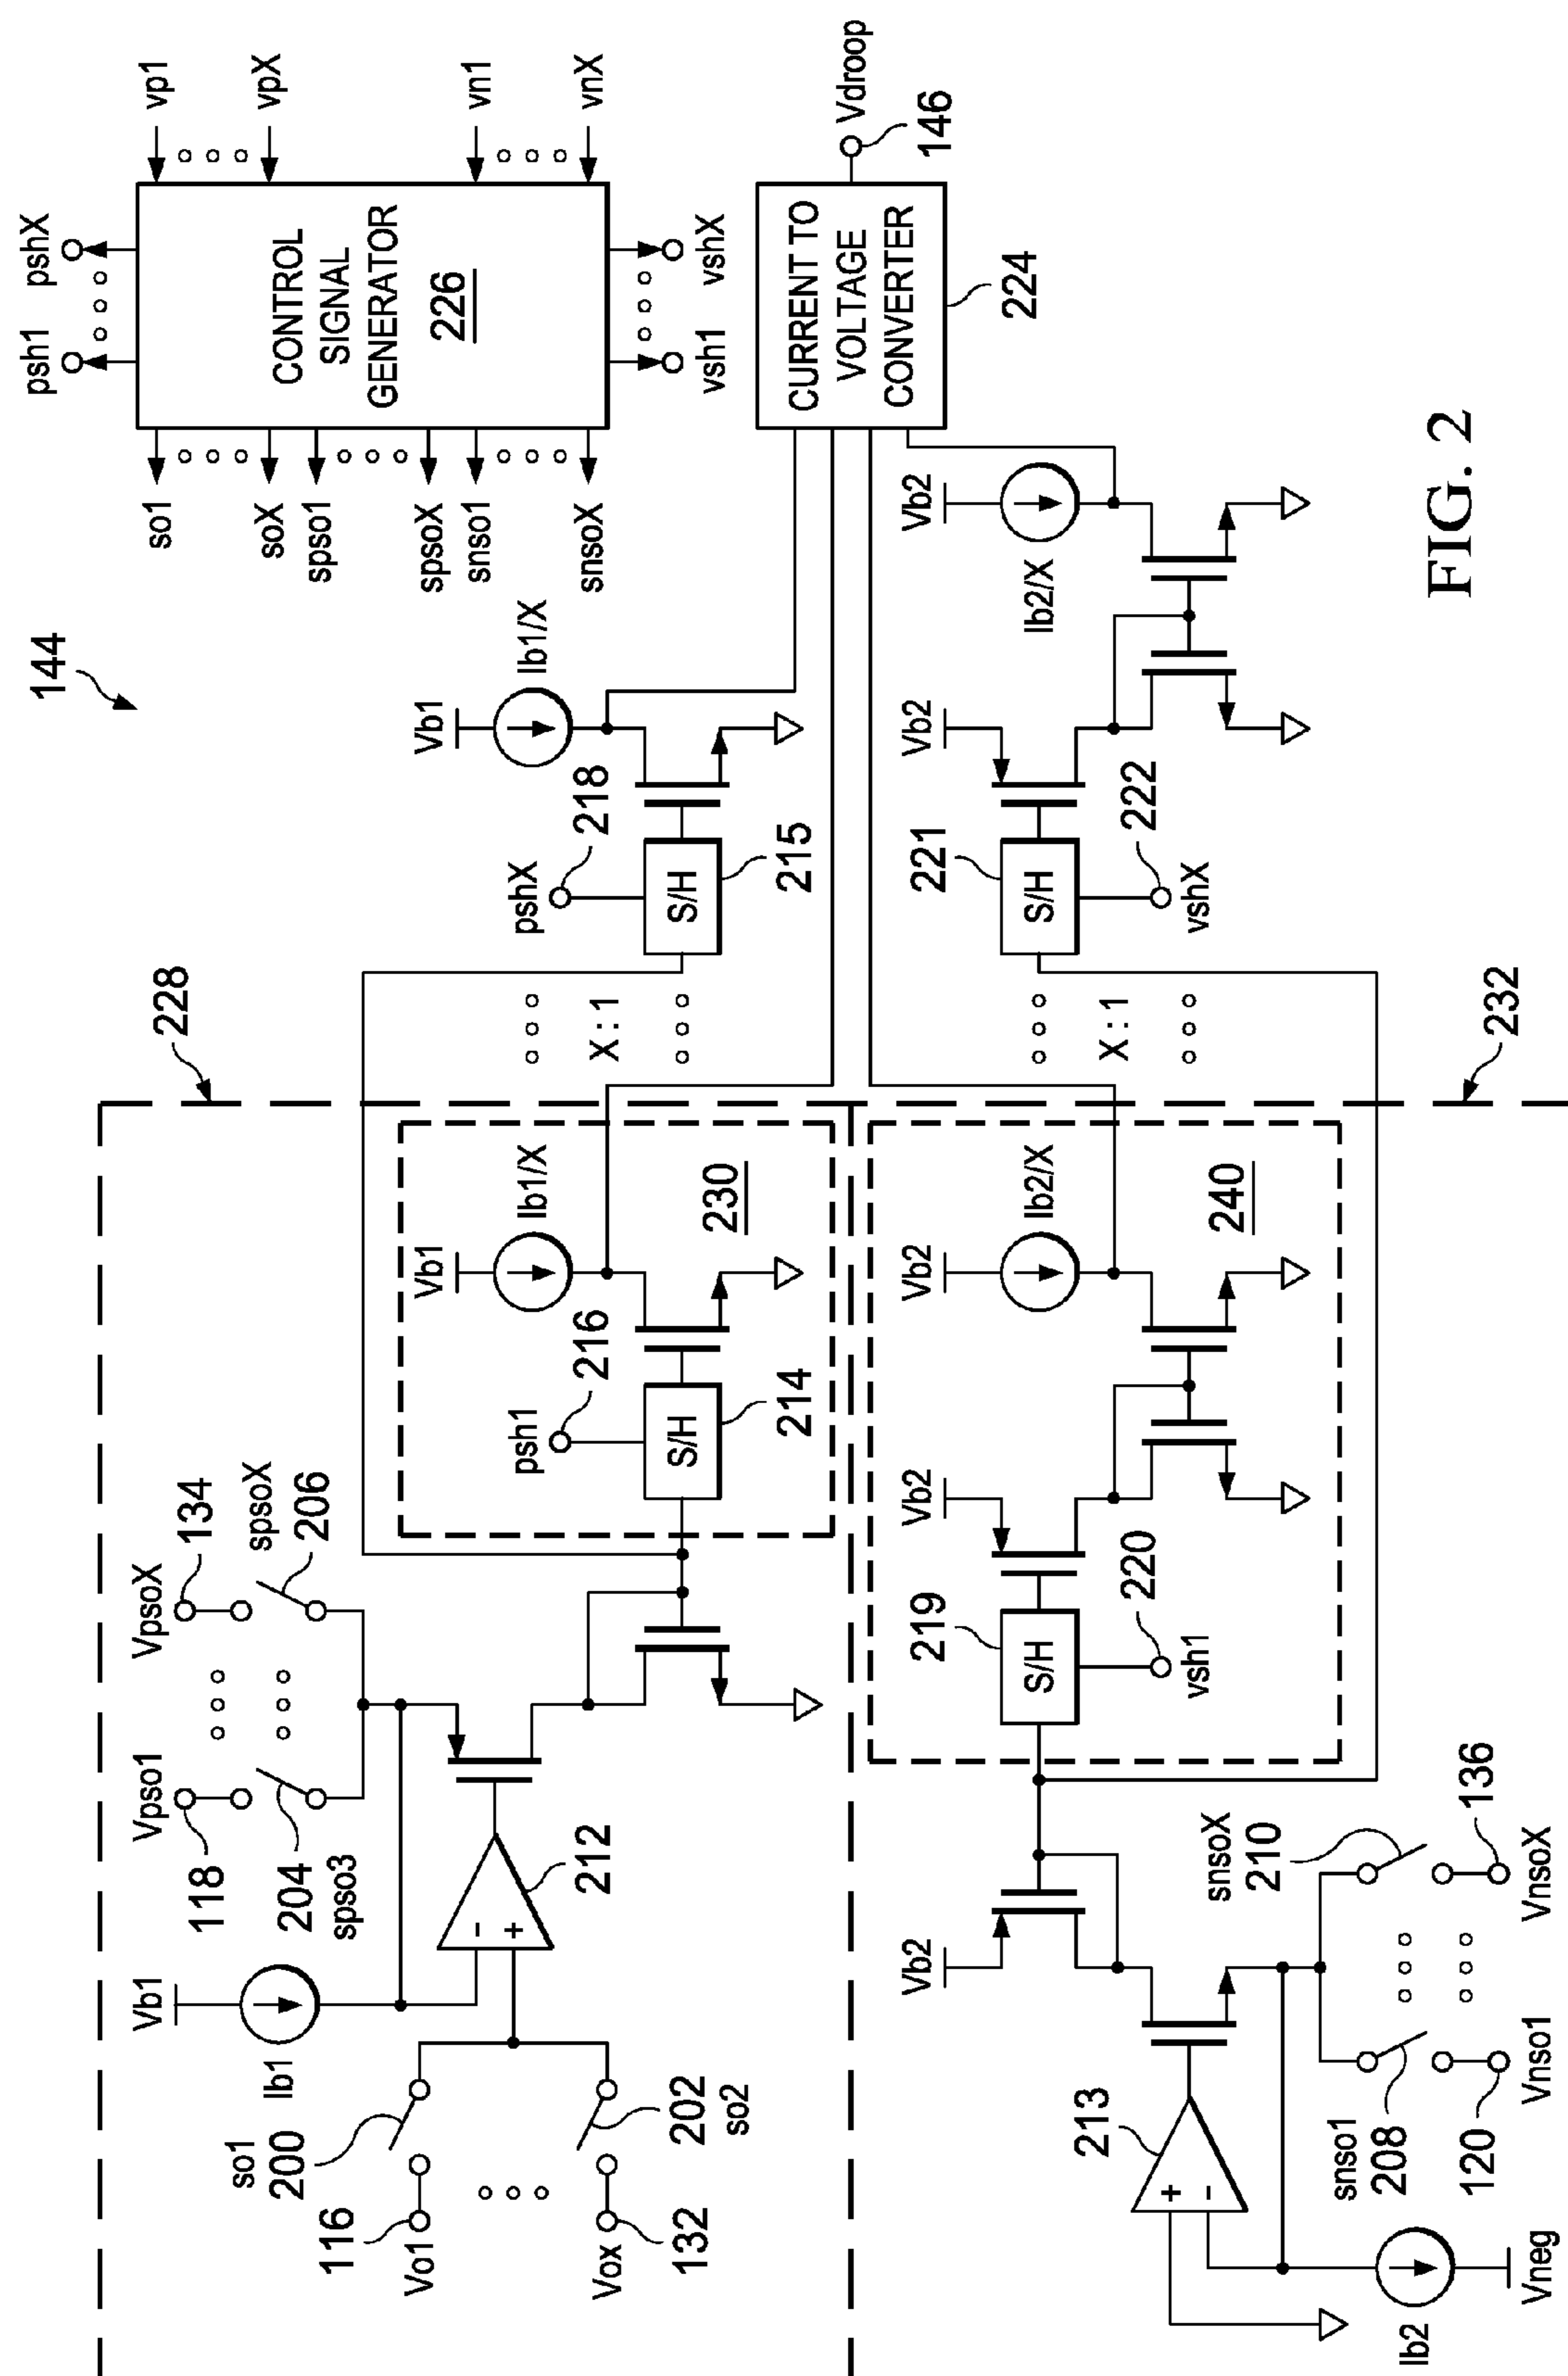 144
228
Vb1
Ib1
Vpso1
118
204
spso3
VpsoX
134
spsoX
206
so1
200
116
Vo1
Vox
132
202
so2
-
+
212
psh1
216
S/H
214
Vb1
Ib1/X
230
X : 1
pshX
218
S/H
215
Vb1
Ib1/X
psh1
pshX
CONTROL
SIGNAL
GENERATOR
226
so1
soX
spso1
spsoX
snso1
snsoX
vp1
vpX
vn1
vnX
vsh1
vshX
CURRENT TO
VOLTAGE
CONVERTER
224
Vdroop
146
Vb2
213
+
-
Ib2
Vneg
snso1
208
120
Vnso1
snsoX
210
136
VnsoX
219
S/H
220
vsh1
Vb2
Vb2
Ib2/X
240
X : 1
232
221
S/H
222
vshX
Vb2
Vb2
Ib2/X
FIG. 2